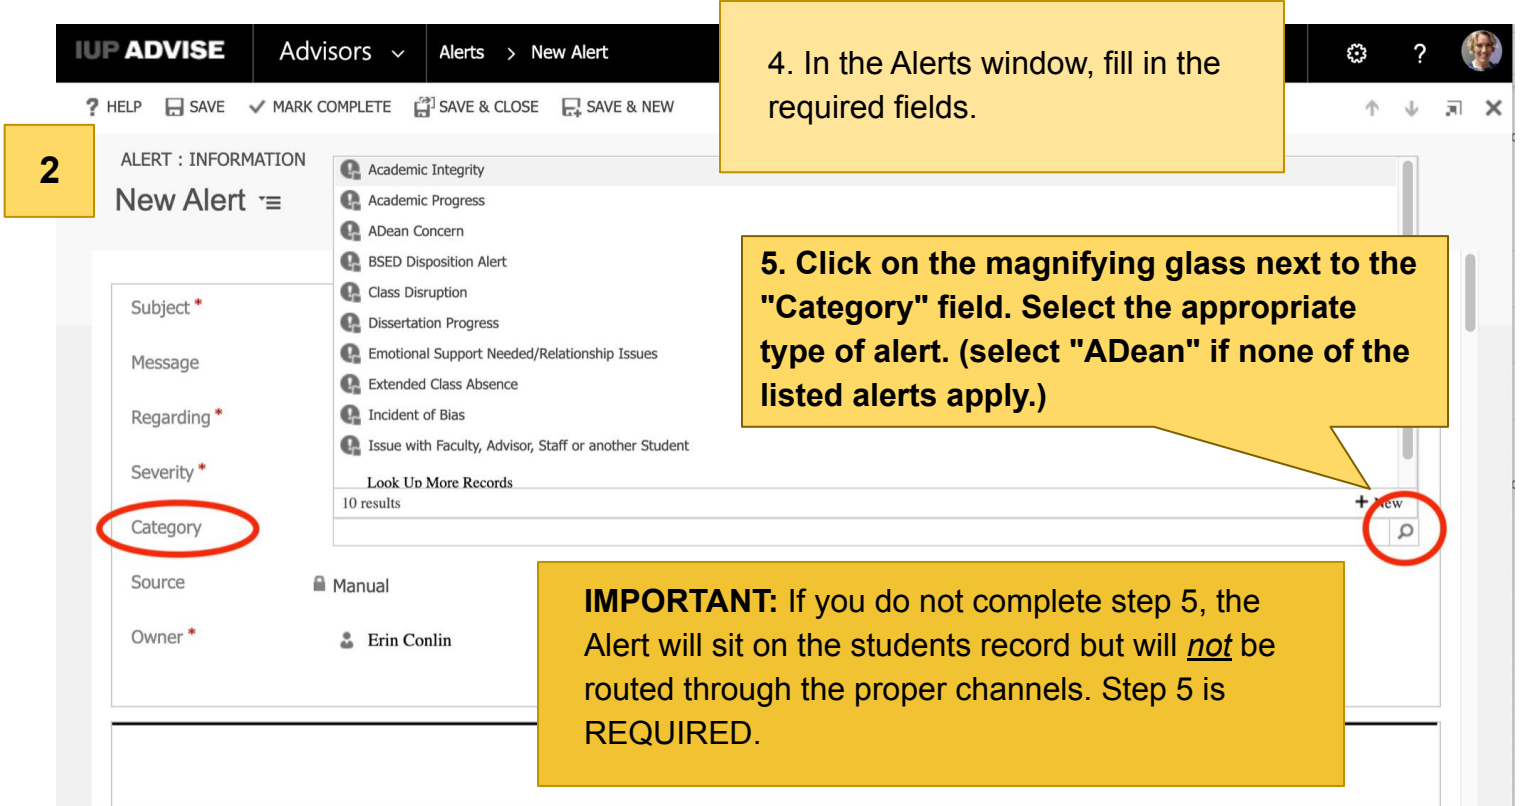 IUP ADVISE Advisors Alerts > New Alert ?
? HELP SAVE MARK COMPLETE SAVE & CLOSE SAVE & NEW
4. In the Alerts window, fill in the
required fields.
2
ALERT : INFORMATION
New Alert
Academic Integrity
Academic Progress
ADean Concern
BSED Disposition Alert
Class Disruption
Dissertation Progress
Emotional Support Needed/Relationship Issues
Extended Class Absence
Incident of Bias
Issue with Faculty, Advisor, Staff or another Student
Look Up More Records
10 results + New
5. Click on the magnifying glass next to the
"Category" field. Select the appropriate
type of alert. (select "ADean" if none of the
listed alerts apply.)
Subject *
Message
Regarding *
Severity *
Category
Source Manual
Owner * Erin Conlin
IMPORTANT: If you do not complete step 5, the
Alert will sit on the students record but will not be
routed through the proper channels. Step 5 is
REQUIRED.